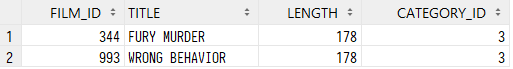 FILM_ID TITLE LENGTH CATEGORY_ID
1 344 FURY MURDER 178 3
2 993 WRONG BEHAVIOR 178 3